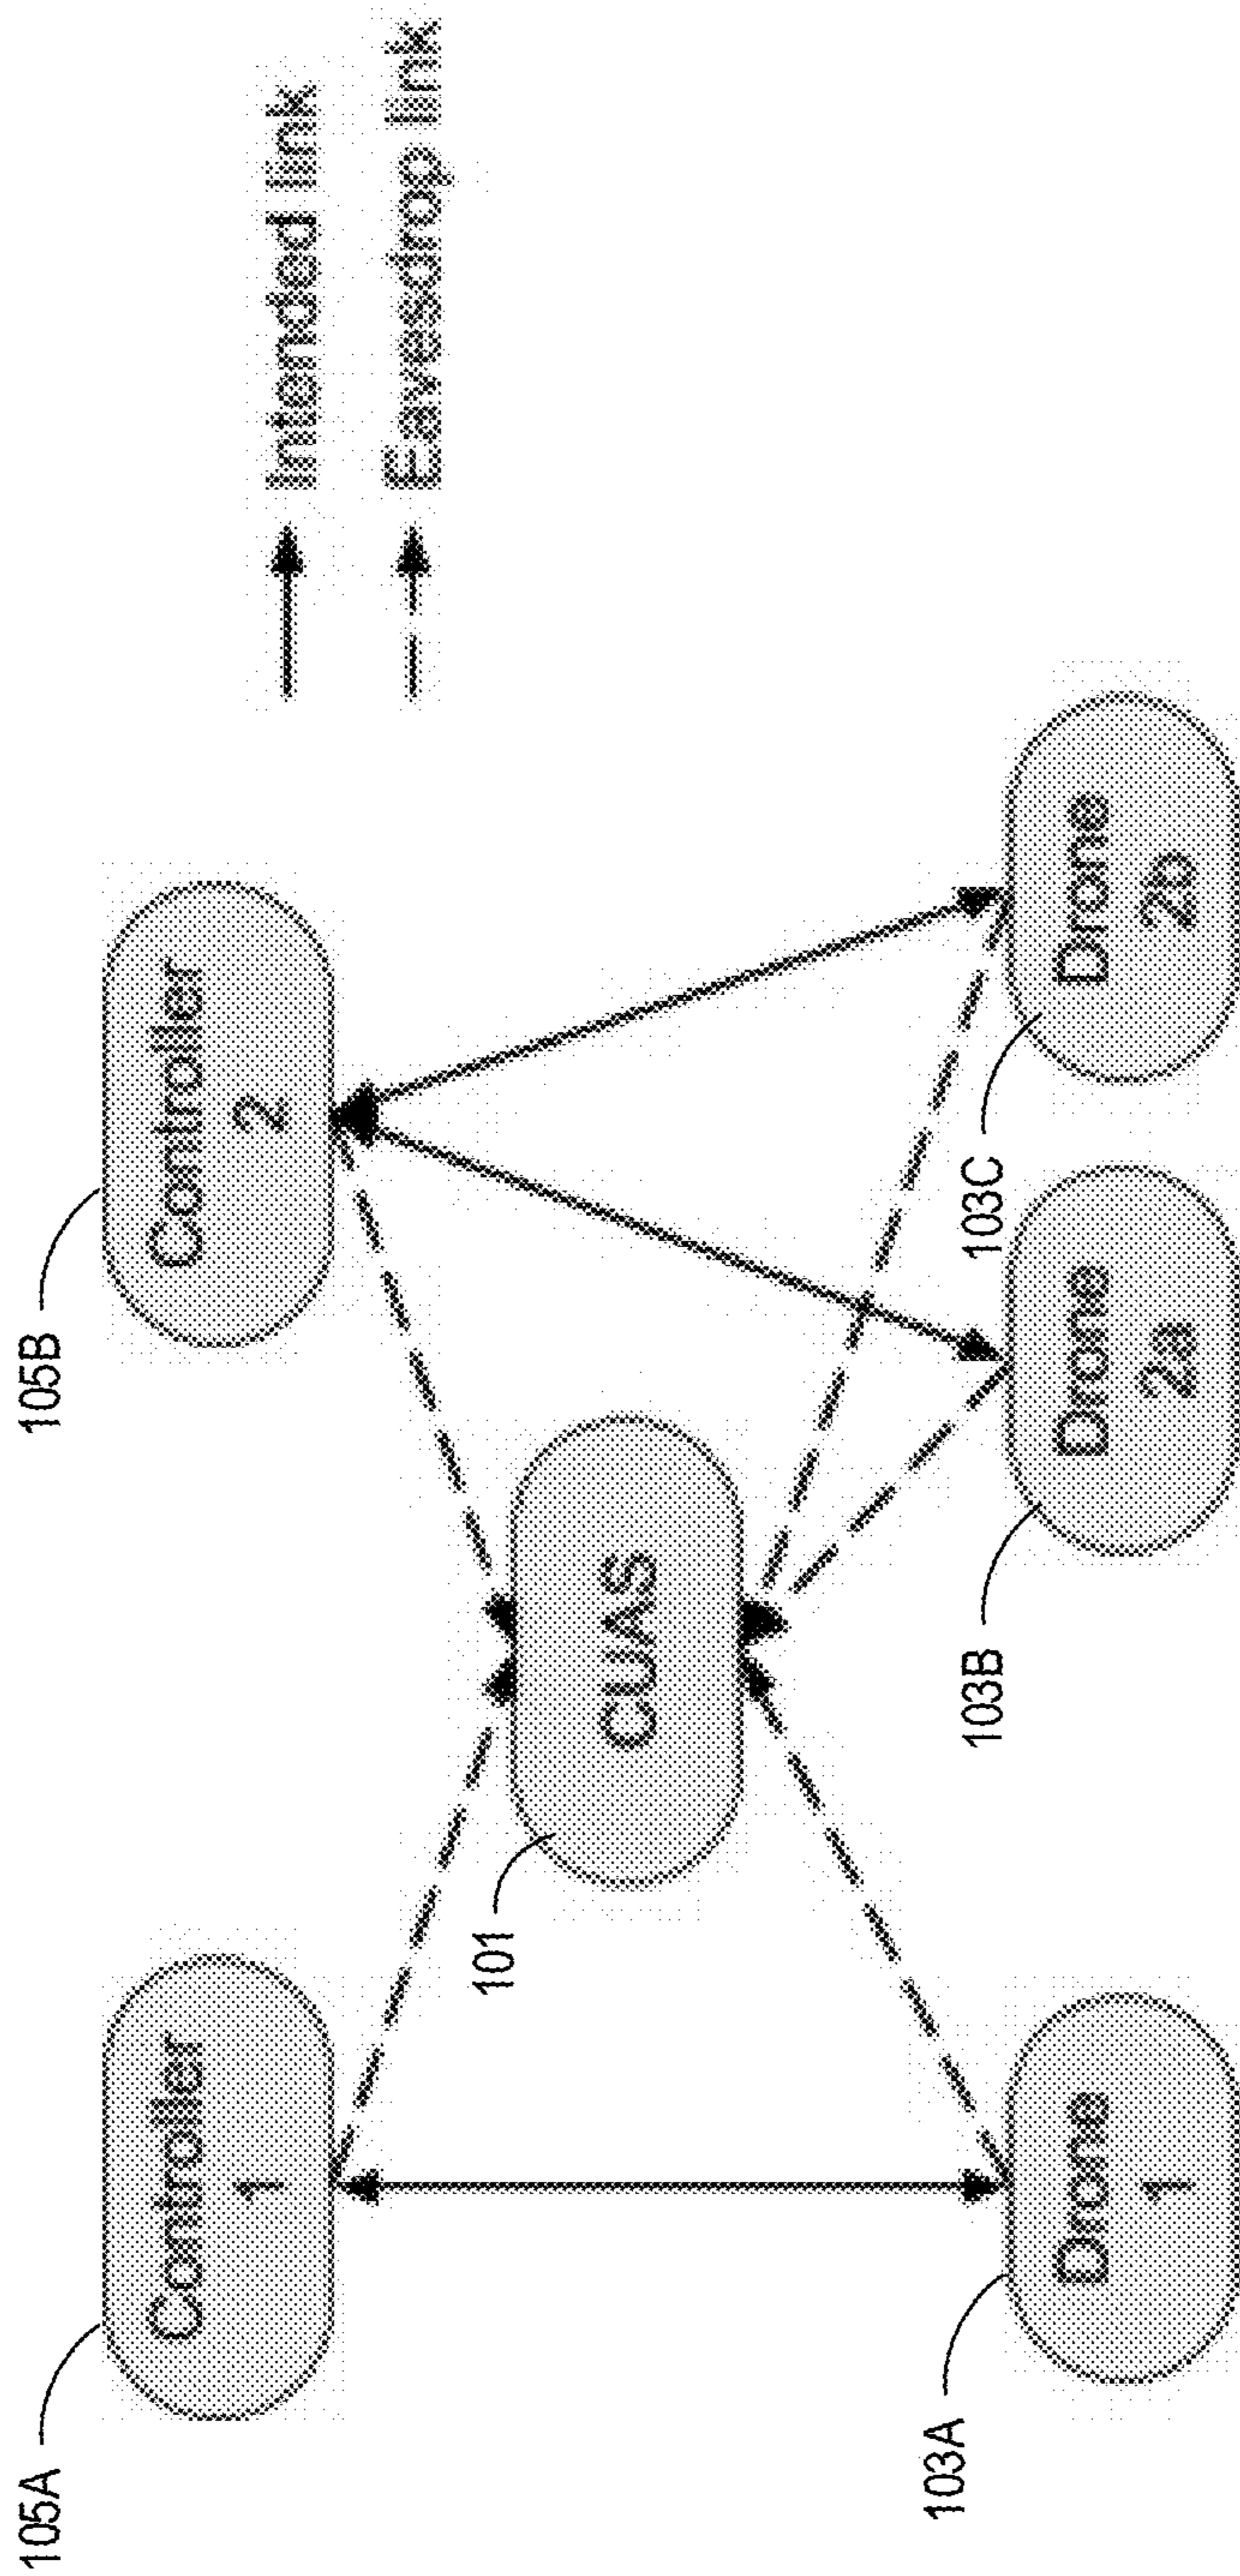 105A
Controller
1
105B
Controller
2
Intended link
Eavesdrop link
101
CUAS
103A
Drone
1
103B
Drone
2a
103C
Drone
2b